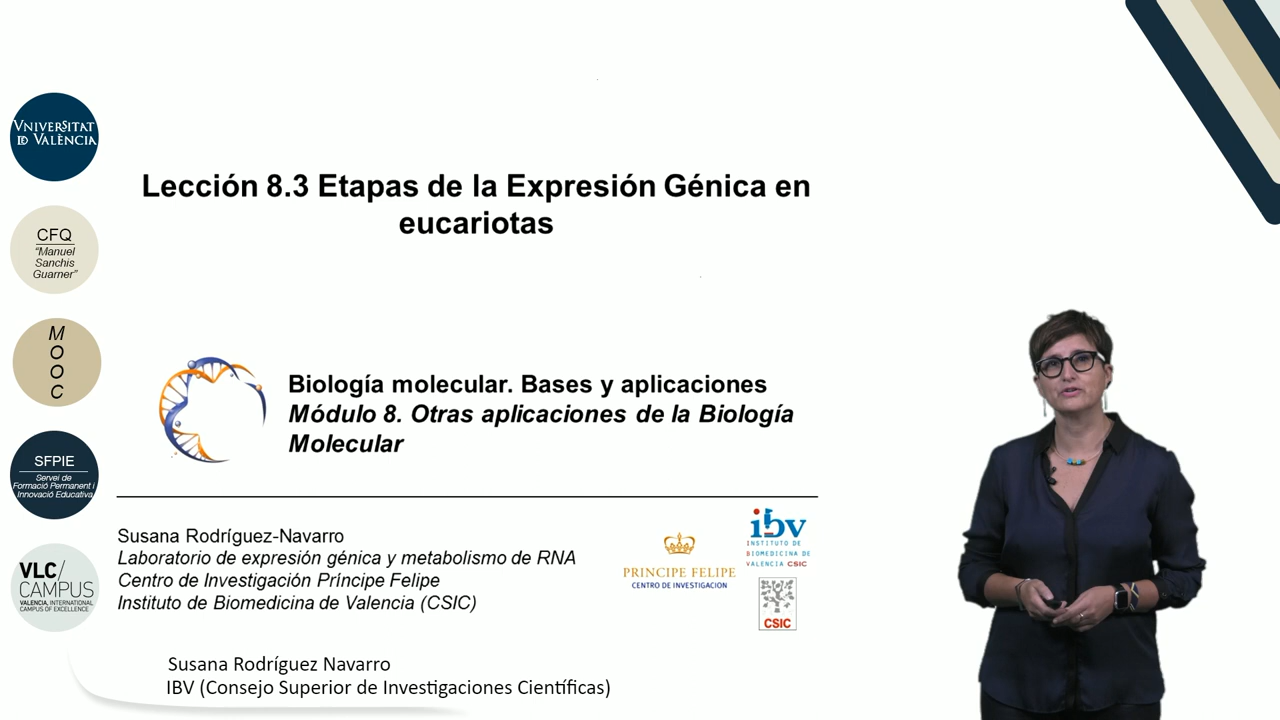 VNIVERSITAT
ID VALÈNCIA
CFQ
"Manuel
Sanchis
Guarner"
M
O
O
C
SFPIE
Servei de
Formació Permanent i
Innovació Educativa
VLC/
CAMPUS
VALENCIA, INTERNATIONAL
CAMPUS OF EXCELLENCE
Lección 8.3 Etapas de la Expresión Génica en
eucariotas
Biología molecular. Bases y aplicaciones
Módulo 8. Otras aplicaciones de la Biología
Molecular
Susana Rodríguez-Navarro
Laboratorio de expresión génica y metabolismo de RNA
Centro de Investigación Príncipe Felipe
Instituto de Biomedicina de Valencia (CSIC)
PRINCIPE FELIPE
CENTRO DE INVESTIGACION
ibv
INSTITUTO DE
BIOMEDICINA DE
VALENCIA CSIC
CSIC
Susana Rodríguez Navarro
IBV (Consejo Superior de Investigaciones Científicas)